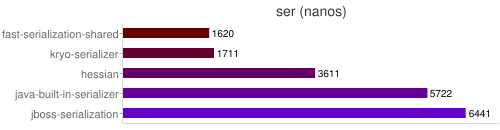 ser (nanos)
fast-serialization-shared 1620
kryo-serializer 1711
hessian 3611
java-built-in-serializer 5722
jboss-serialization 6441